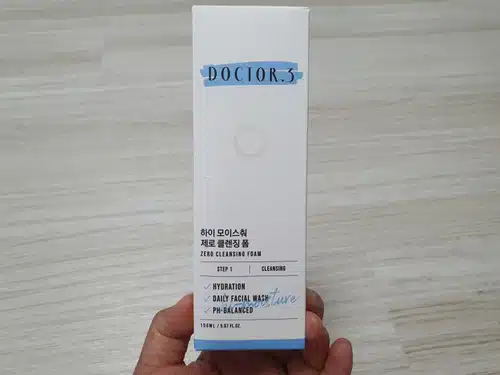 DOCTOR.3
하이 모이스춰
제로 클렌징 폼
ZERO CLEANSING FOAM
STEP 1 CLEANSING
HYDRATION
DAILY FACIAL WASH
PH-BALANCED
150ML / 5.07 FL.OZ.